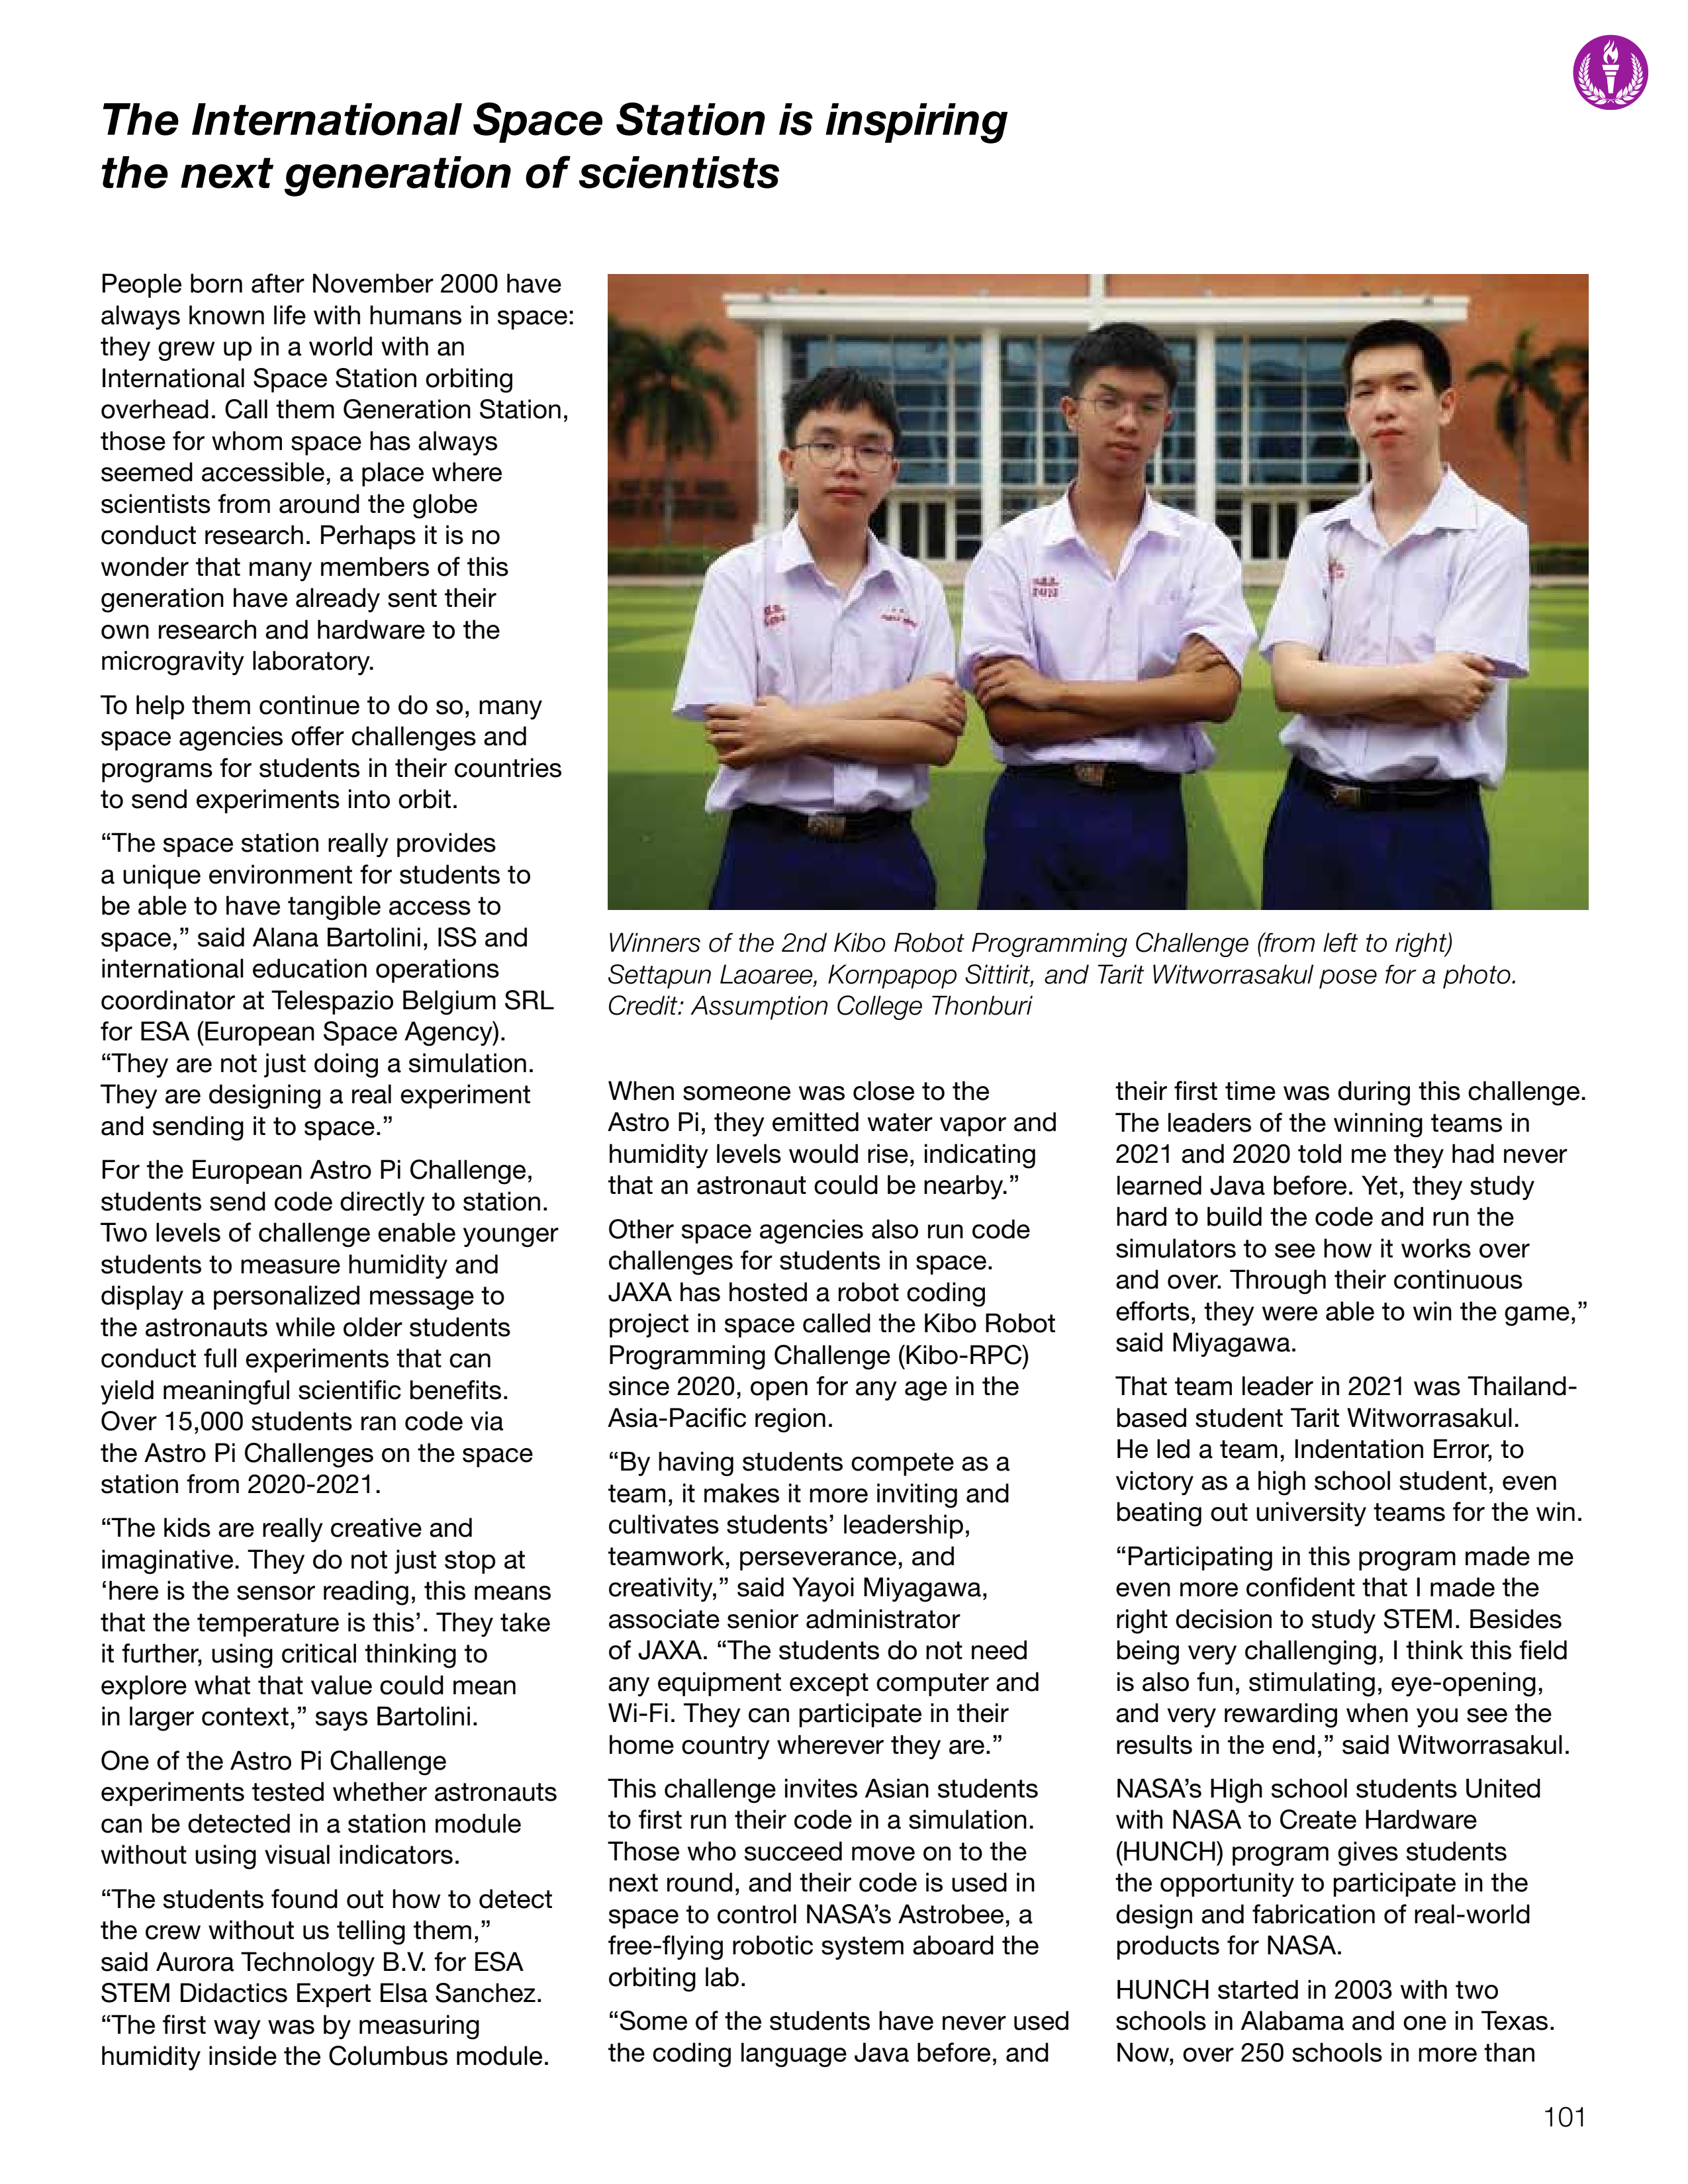 The International Space Station is inspiring
the next generation of scientists
People born after November 2000 have
always known life with humans in space:
they grew up in a world with an
International Space Station orbiting
overhead. Call them Generation Station,
those for whom space has always
seemed accessible, a place where
scientists from around the globe
conduct research. Perhaps it is no
wonder that many members of this
generation have already sent their
own research and hardware to the
microgravity laboratory.
To help them continue to do so, many
space agencies offer challenges and
programs for students in their countries
to send experiments into orbit.
“The space station really provides
a unique environment for students to
be able to have tangible access to
space,” said Alana Bartolini, ISS and
international education operations
coordinator at Telespazio Belgium SRL
for ESA (European Space Agency).
“They are not just doing a simulation.
They are designing a real experiment
and sending it to space.”
For the European Astro Pi Challenge,
students send code directly to station.
Two levels of challenge enable younger
students to measure humidity and
display a personalized message to
the astronauts while older students
conduct full experiments that can
yield meaningful scientific benefits.
Over 15,000 students ran code via
the Astro Pi Challenges on the space
station from 2020-2021.
“The kids are really creative and
imaginative. They do not just stop at
‘here is the sensor reading, this means
that the temperature is this’. They take
it further, using critical thinking to
explore what that value could mean
in larger context,” says Bartolini.
One of the Astro Pi Challenge
experiments tested whether astronauts
can be detected in a station module
without using visual indicators.
“The students found out how to detect
the crew without us telling them,”
said Aurora Technology B.V. for ESA
STEM Didactics Expert Elsa Sanchez.
“The first way was by measuring
humidity inside the Columbus module.
Winners of the 2nd Kibo Robot Programming Challenge (from left to right)
Settapun Laoaree, Kornpapop Sittirit, and Tarit Witworrasakul pose for a photo.
Credit: Assumption College Thonburi
When someone was close to the
Astro Pi, they emitted water vapor and
humidity levels would rise, indicating
that an astronaut could be nearby.”
Other space agencies also run code
challenges for students in space.
JAXA has hosted a robot coding
project in space called the Kibo Robot
Programming Challenge (Kibo-RPC)
since 2020, open for any age in the
Asia-Pacific region.
“By having students compete as a
team, it makes it more inviting and
cultivates students’ leadership,
teamwork, perseverance, and
creativity,” said Yayoi Miyagawa,
associate senior administrator
of JAXA. “The students do not need
any equipment except computer and
Wi-Fi. They can participate in their
home country wherever they are.”
This challenge invites Asian students
to first run their code in a simulation.
Those who succeed move on to the
next round, and their code is used in
space to control NASA’s Astrobee, a
free-flying robotic system aboard the
orbiting lab.
“Some of the students have never used
the coding language Java before, and
their first time was during this challenge.
The leaders of the winning teams in
2021 and 2020 told me they had never
learned Java before. Yet, they study
hard to build the code and run the
simulators to see how it works over
and over. Through their continuous
efforts, they were able to win the game,”
said Miyagawa.
That team leader in 2021 was Thailand-
based student Tarit Witworrasakul.
He led a team, Indentation Error, to
victory as a high school student, even
beating out university teams for the win.
“Participating in this program made me
even more confident that I made the
right decision to study STEM. Besides
being very challenging, I think this field
is also fun, stimulating, eye-opening,
and very rewarding when you see the
results in the end,” said Witworrasakul.
NASA’s High school students United
with NASA to Create Hardware
(HUNCH) program gives students
the opportunity to participate in the
design and fabrication of real-world
products for NASA.
HUNCH started in 2003 with two
schools in Alabama and one in Texas.
Now, over 250 schools in more than
101